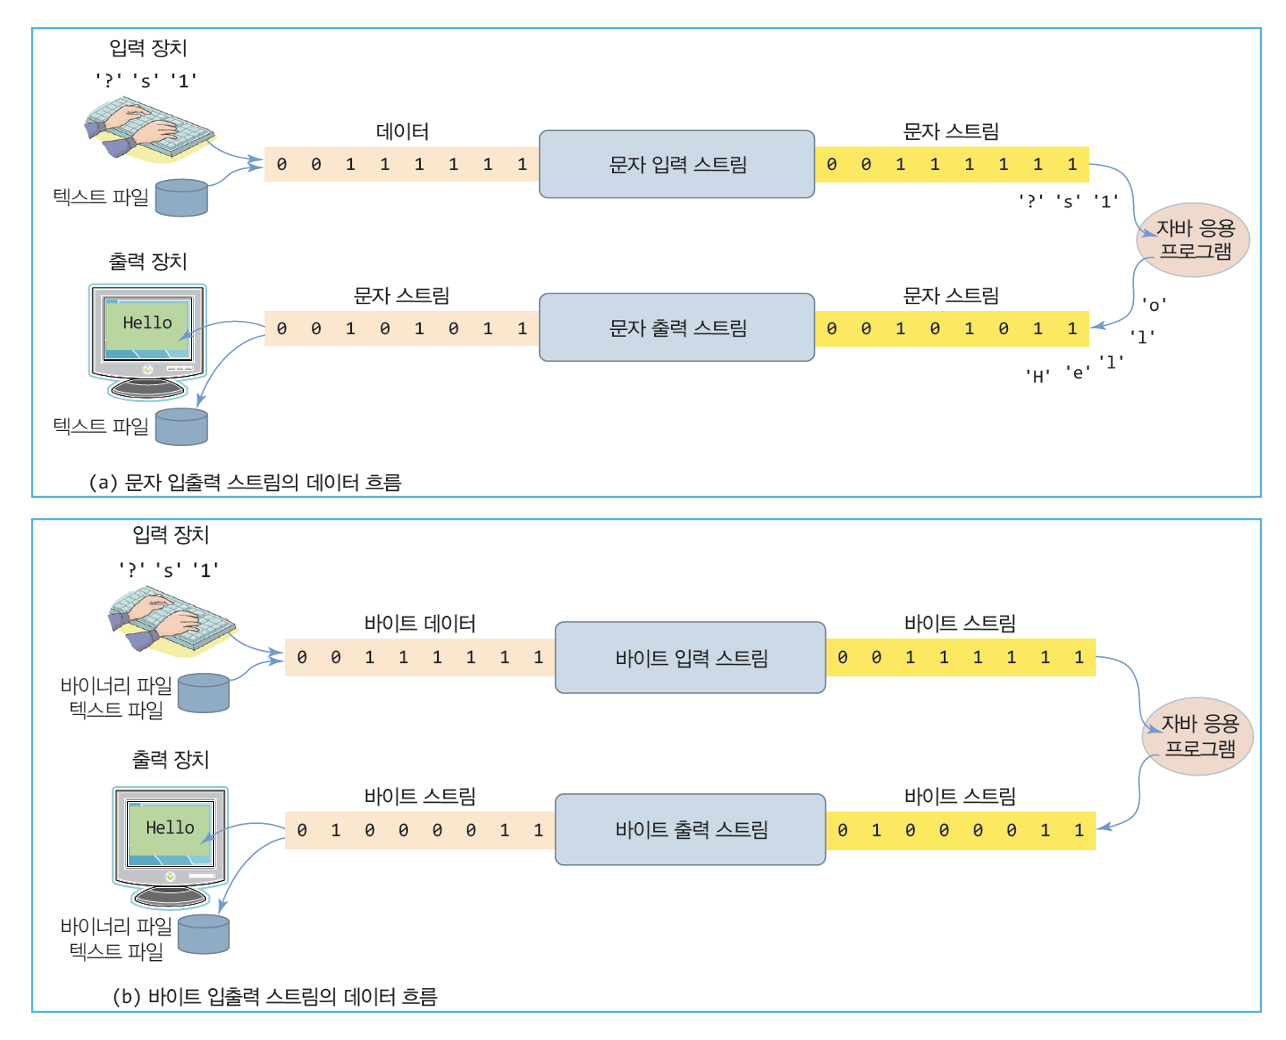 입력 장치
'?' 's' '1'
데이터
문자 스트림
0 0 1 1 1 1 1 1
문자 입력 스트림
0 0 1 1 1 1 1 1
텍스트 파일
'?' 's' '1'
자바 응용
프로그램
출력 장치
Hello
문자 스트림
문자 스트림
0 0 1 0 1 0 1 1
문자 출력 스트림
0 0 1 0 1 0 1 1
'H' 'e' 'l' 'l' 'o'
텍스트 파일
(a) 문자 입출력 스트림의 데이터 흐름
입력 장치
'?' 's' '1'
바이트 데이터
바이트 스트림
0 0 1 1 1 1 1 1
바이트 입력 스트림
0 0 1 1 1 1 1 1
바이너리 파일
텍스트 파일
자바 응용
프로그램
출력 장치
Hello
바이트 스트림
바이트 스트림
0 1 0 0 0 0 1 1
바이트 출력 스트림
0 1 0 0 0 0 1 1
바이너리 파일
텍스트 파일
(b) 바이트 입출력 스트림의 데이터 흐름